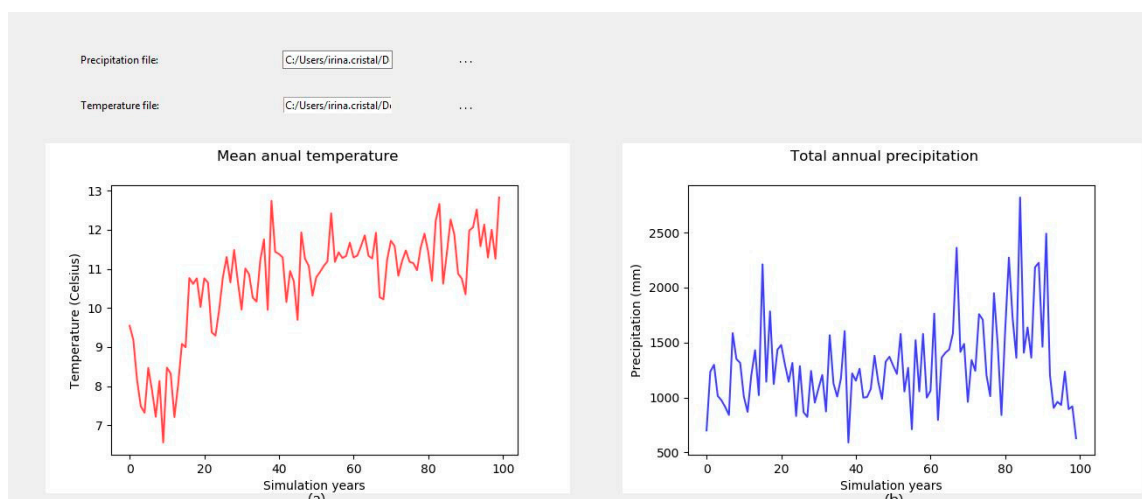 Precipitation file:
C:/Users/irina.cristal/D
...
Temperature file:
C:/Users/irina.cristal/D
...
Mean anual temperature
13
12
11
10
9
8
7
Temperature (Celsius)
0 20 40 60 80 100
Simulation years
(a)
Total annual precipitation
2500
2000
1500
1000
500
Precipitation (mm)
0 20 40 60 80 100
Simulation years
(b)